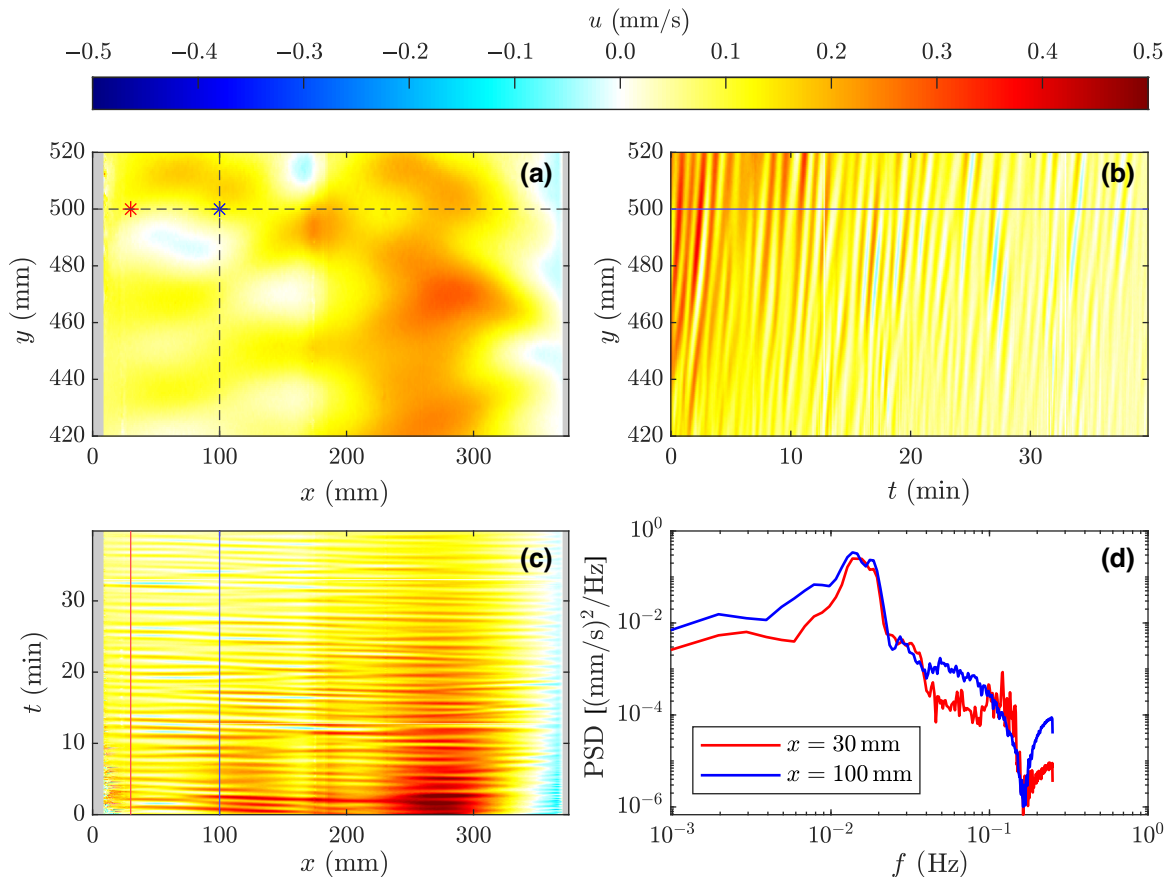 u (mm/s)
−0.5 −0.4 −0.3 −0.2 −0.1 0.0 0.1 0.2 0.3 0.4 0.5
520 500 480 460 440 420
y (mm)
(a)
0 100 200 300
x (mm)
520 500 480 460 440 420
y (mm)
(b)
0 10 20 30
t (min)
30 20 10 0
t (min)
(c)
0 100 200 300
x (mm)
10⁰ 10⁻² 10⁻⁴ 10⁻⁶
PSD [(mm/s)²/Hz]
(d)
x = 30 mm
x = 100 mm
10⁻³ 10⁻² 10⁻¹ 10⁰
f (Hz)